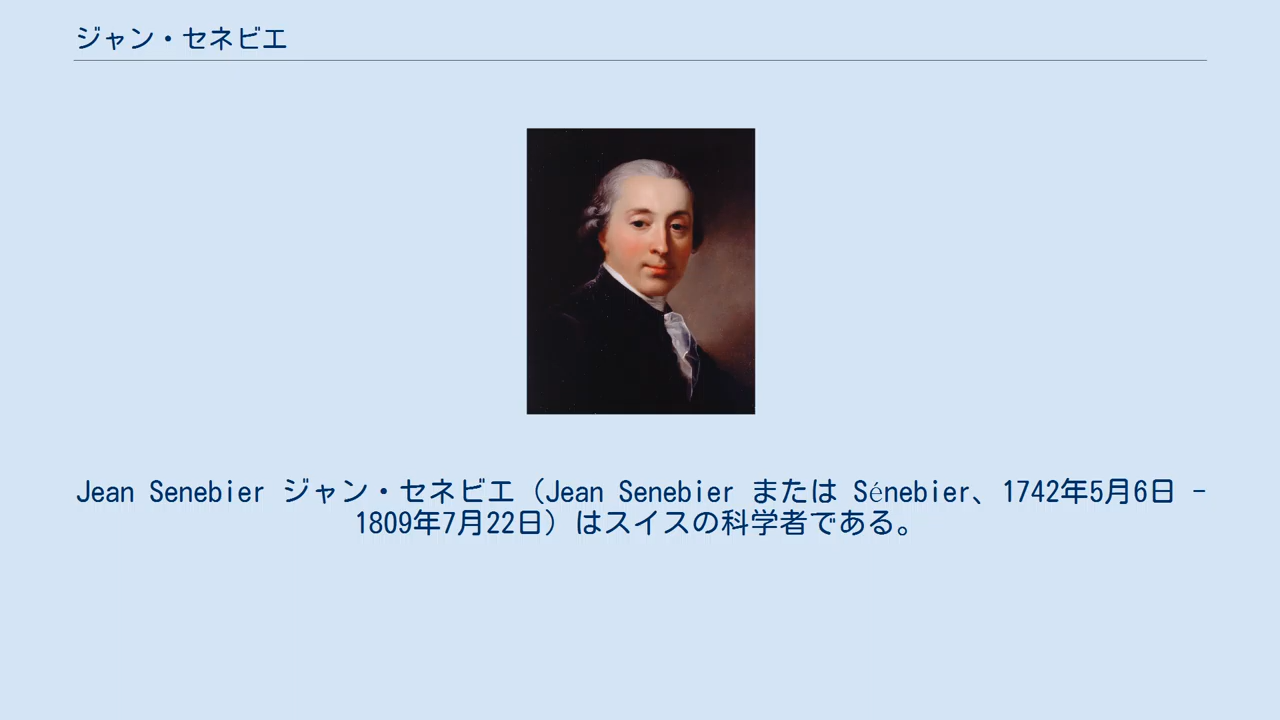 ジャン・セネビエ
Jean Senebier ジャン・セネビエ（Jean Senebier または Sénebier、1742年5月6日 -
1809年7月22日）はスイスの科学者である。